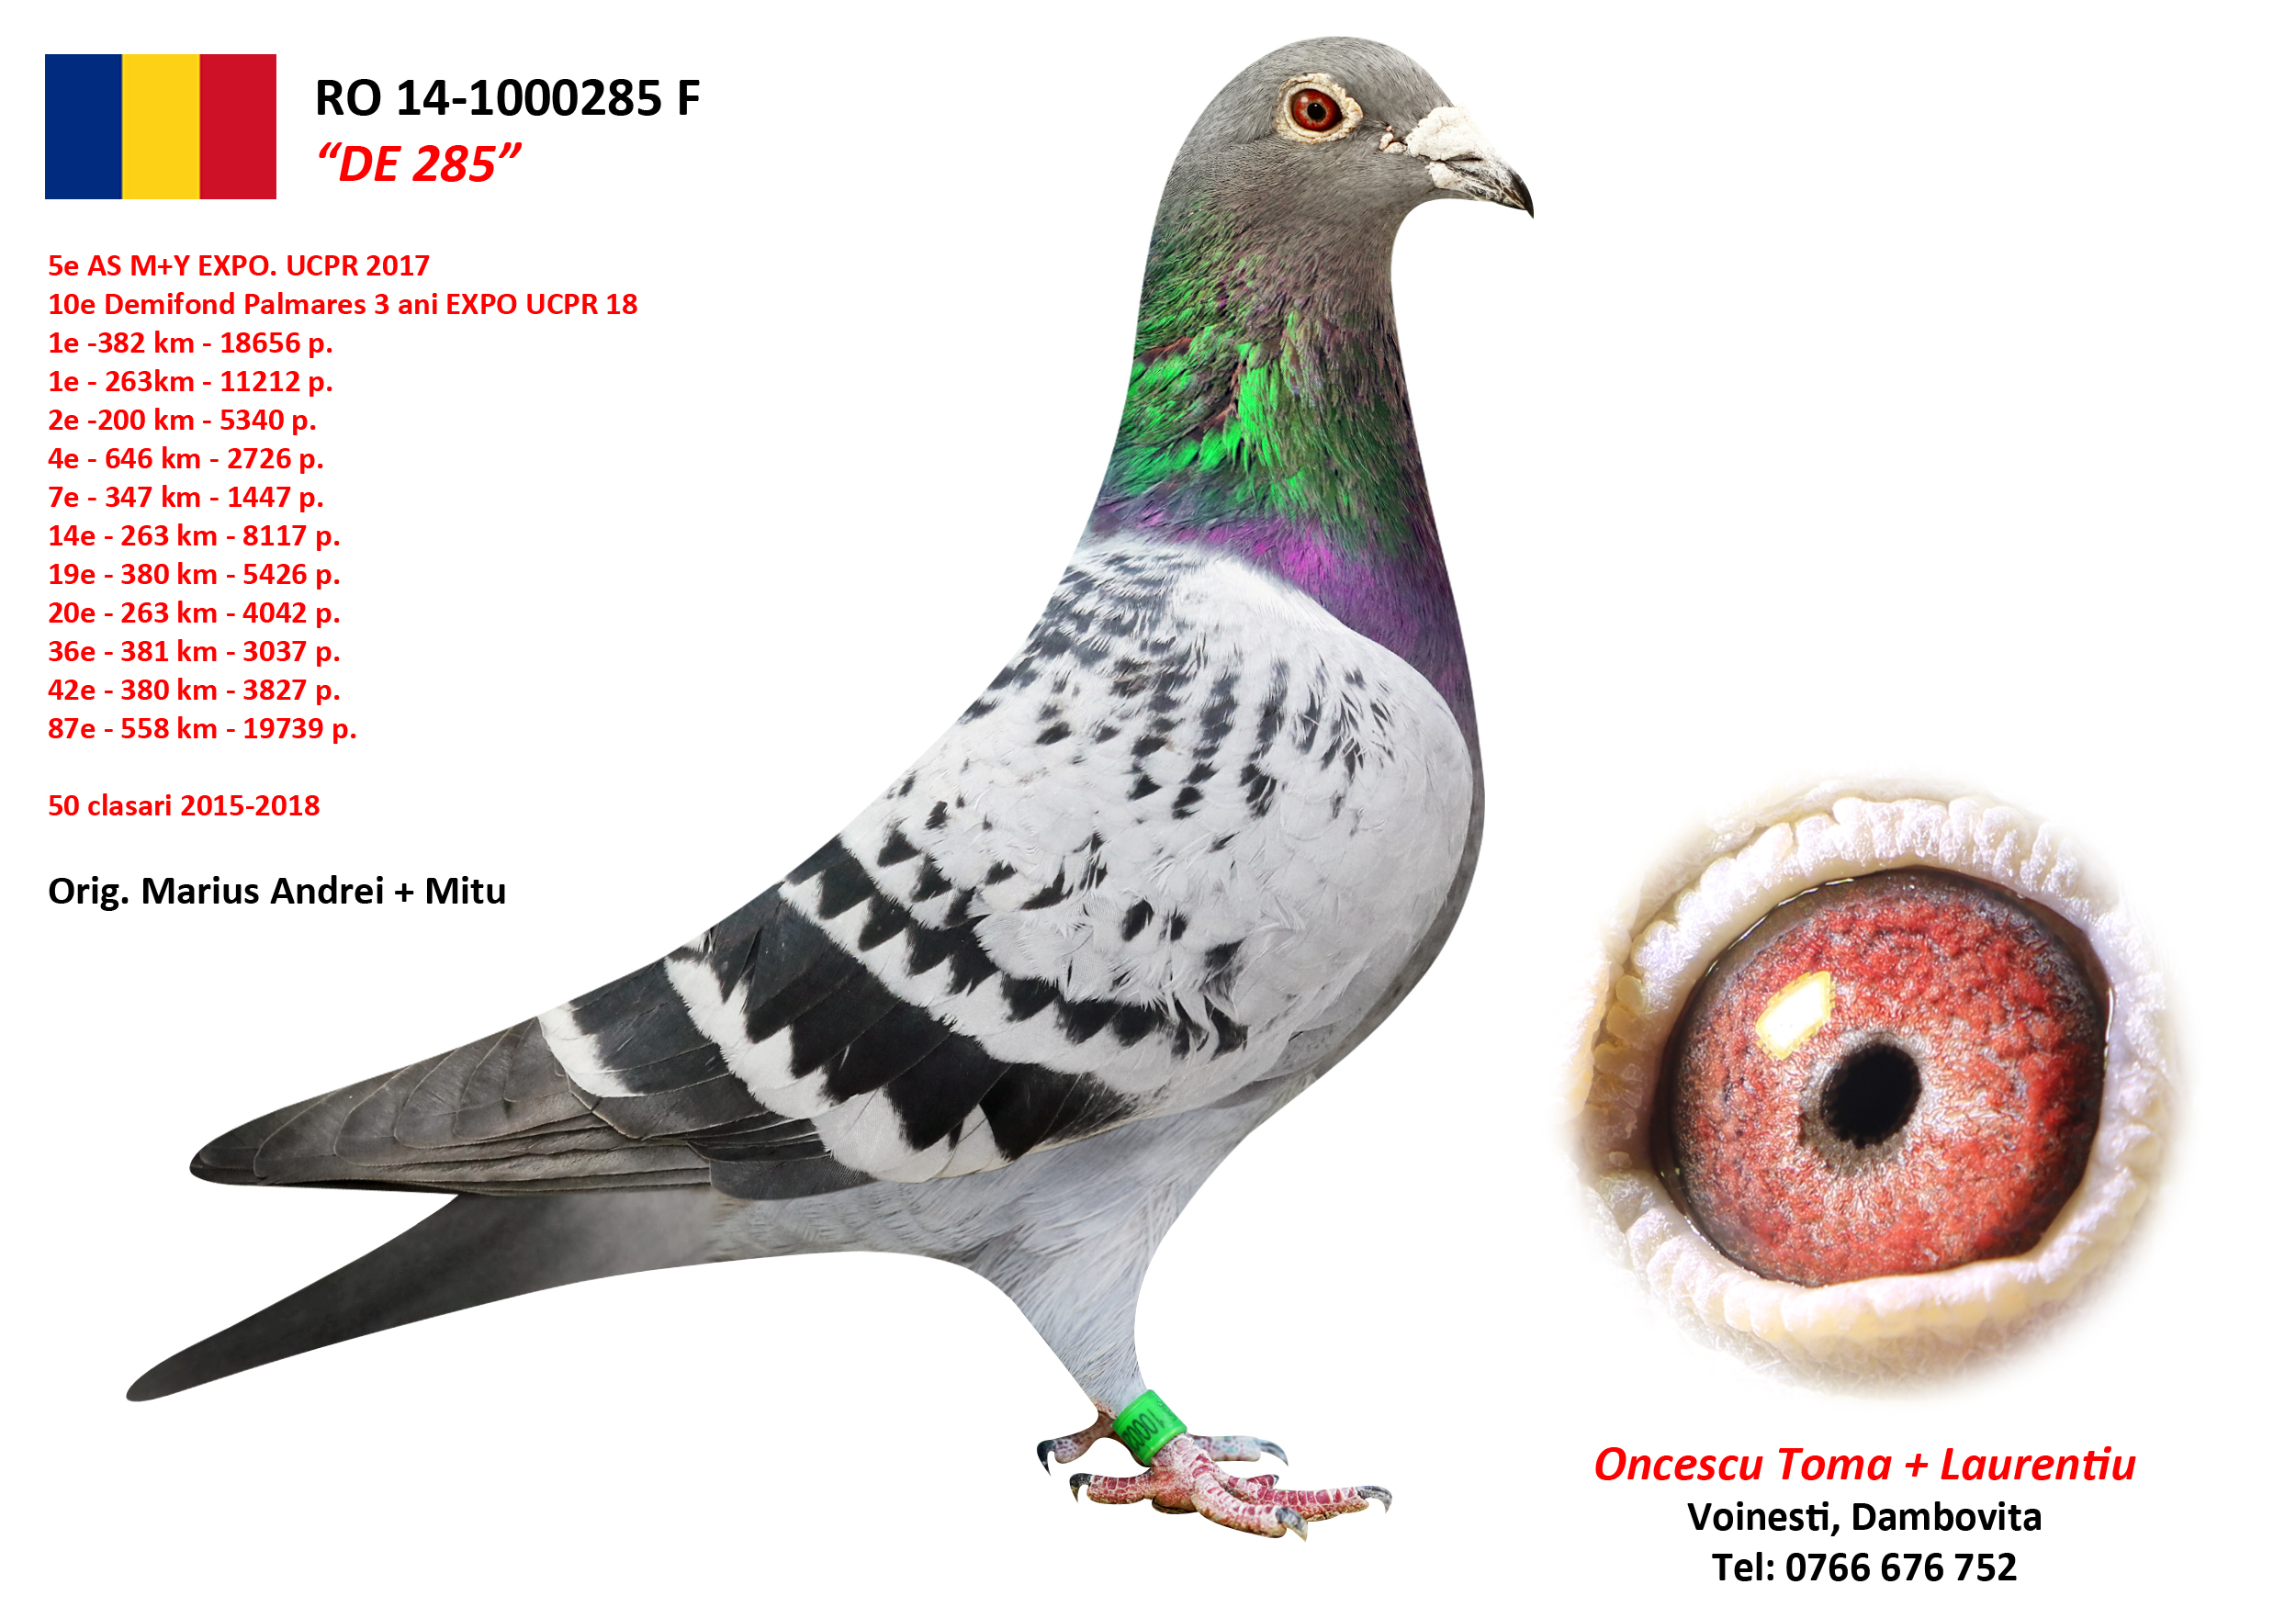 RO 14-1000285 F
“DE 285”
5e AS M+Y EXPO. UCPR 2017
10e Demifond Palmares 3 ani EXPO UCPR 18
1e -382 km - 18656 p.
1e - 263km - 11212 p.
2e -200 km - 5340 p.
4e - 646 km - 2726 p.
7e - 347 km - 1447 p.
14e - 263 km - 8117 p.
19e - 380 km - 5426 p.
20e - 263 km - 4042 p.
36e - 381 km - 3037 p.
42e - 380 km - 3827 p.
87e - 558 km - 19739 p.
50 clasari 2015-2018
Orig. Marius Andrei + Mitu
Oncescu Toma + Laurentiu
Voinesti, Dambovita
Tel: 0766 676 752